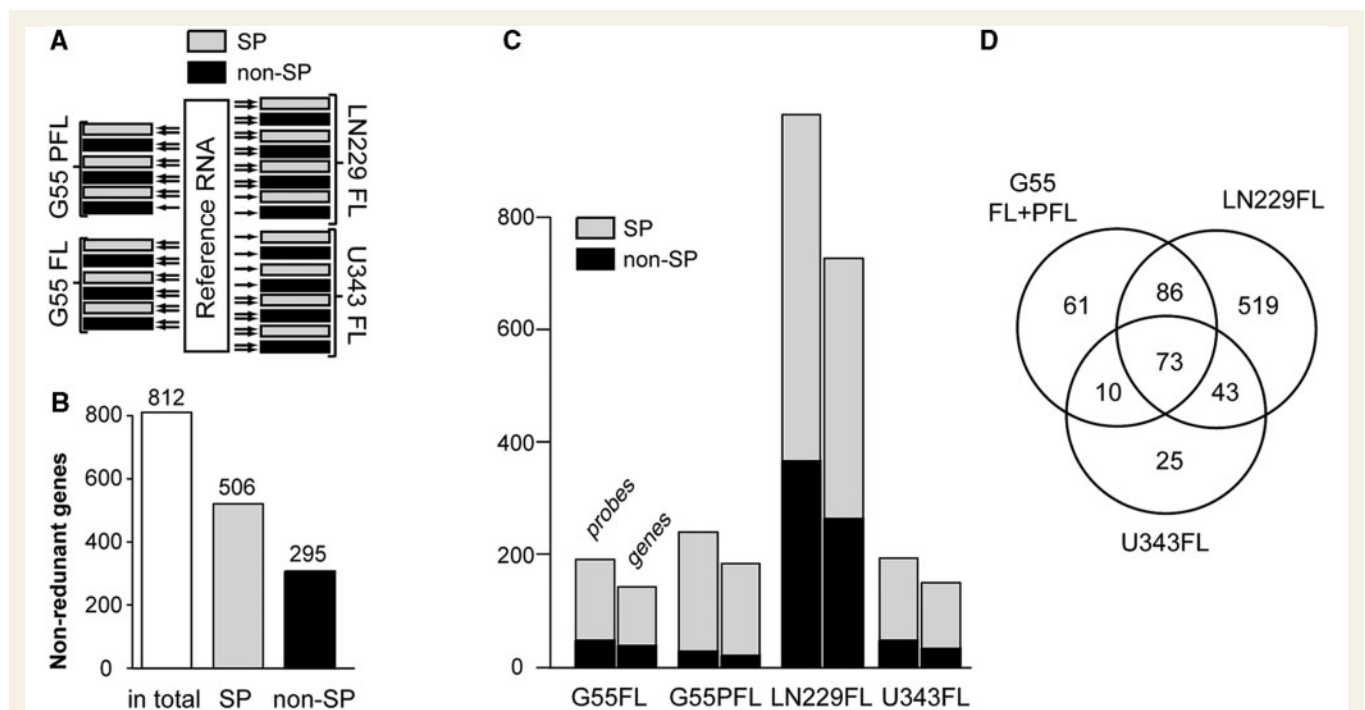 A
SP
non-SP
G55 PFL
G55 FL
Reference RNA
LN229 FL
U343 FL
B
Non-redunant genes
800
600
400
200
0
812
506
295
in total
SP
non-SP
C
800
600
400
200
0
SP
non-SP
probes
genes
G55FL
G55PFL
LN229FL
U343FL
D
G55
FL+PFL
LN229FL
61
86
519
73
10
43
25
U343FL